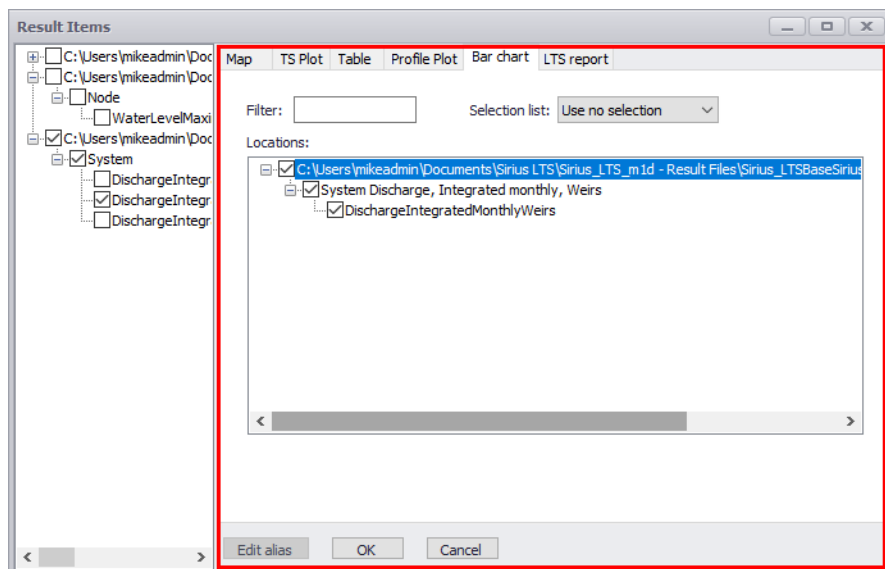 Result Items
C:\Users\mikeadmin\Doc
C:\Users\mikeadmin\Doc
Node
WaterLevelMaxi
C:\Users\mikeadmin\Doc
System
DischargeIntegr
DischargeIntegr
DischargeIntegr
Map TS Plot Table Profile Plot Bar chart LTS report
Filter: Selection list: Use no selection
Locations:
C:\Users\mikeadmin\Documents\Sirius LTS\Sirius_LTS_m1d - Result Files\Sirius_LTSBaseSirius
System Discharge, Integrated monthly, Weirs
DischargeIntegratedMonthlyWeirs
Edit alias OK Cancel